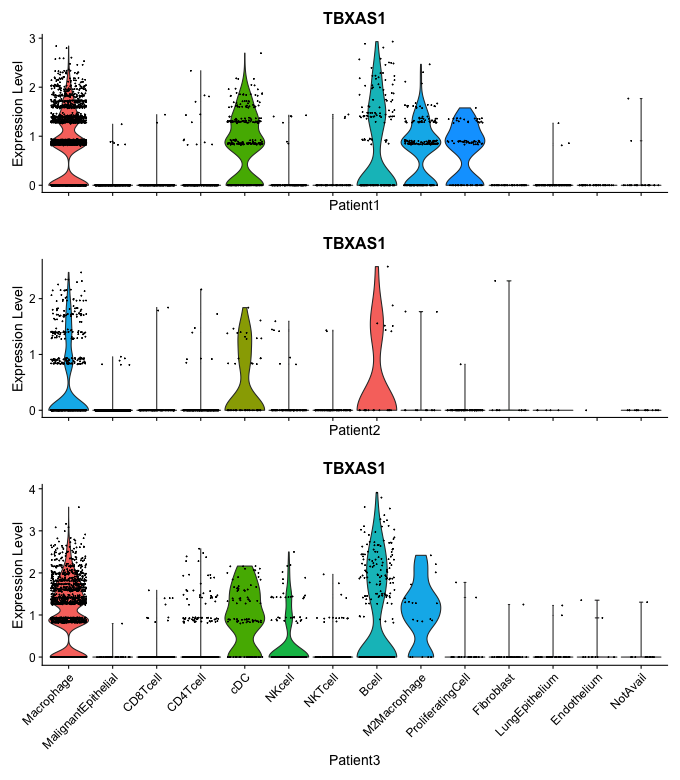 TBXAS1
3
2
1
0
Expression Level
Patient1
TBXAS1
2
1
0
Expression Level
Patient2
TBXAS1
4
3
2
1
0
Expression Level
Macrophage
MalignantEpithelial
CD8Tcell
CD4Tcell
cDC
NKcell
NKTcell
Bcell
M2Macrophage
ProliferatingCell
Fibroblast
LungEpithelium
Endothelium
NotAvail
Patient3